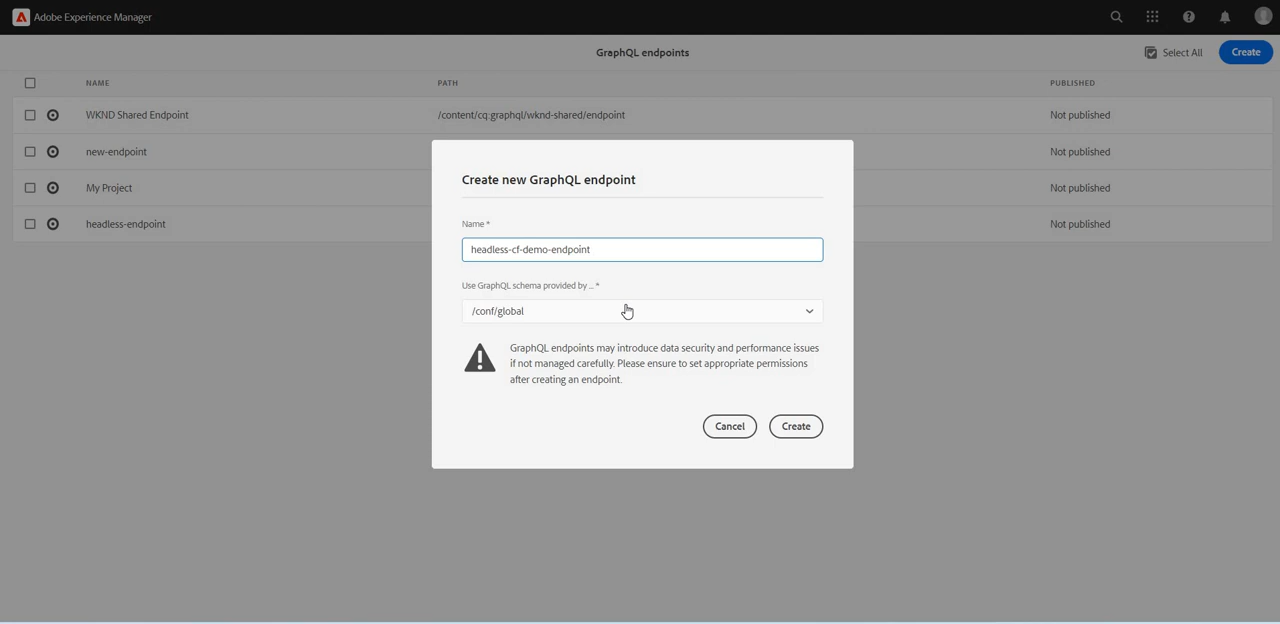 Adobe Experience Manager
GraphQL endpoints
Select All
Create
NAME PATH PUBLISHED
WKND Shared Endpoint /content/cq:graphql/wknd-shared/endpoint Not published
new-endpoint Not published
My Project Not published
headless-endpoint Not published
Create new GraphQL endpoint
Name *
headless-cf-demo-endpoint
Use GraphQL schema provided by ... *
/conf/global
GraphQL endpoints may introduce data security and performance issues
if not managed carefully. Please ensure to set appropriate permissions
after creating an endpoint.
Cancel Create